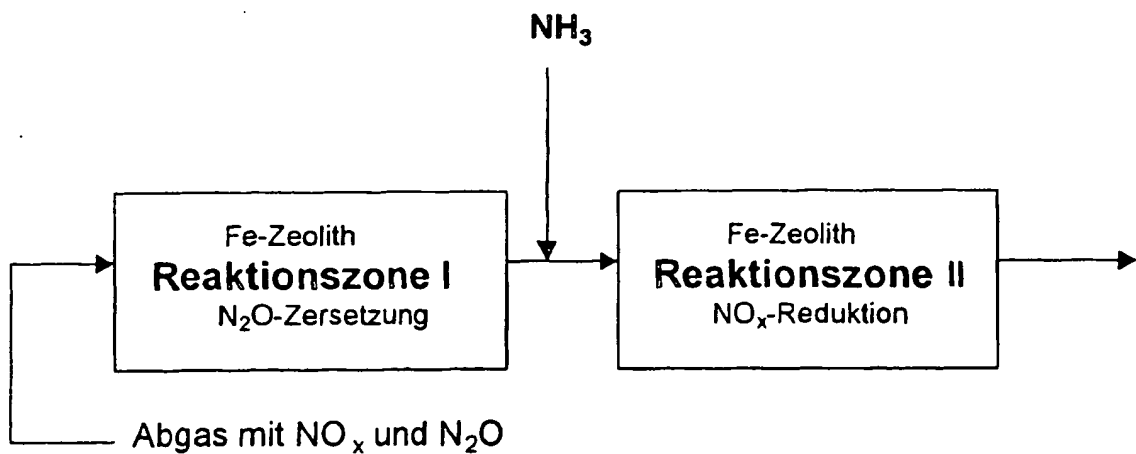 NH₃
Fe-Zeolith
Reaktionszone I
N₂O-Zersetzung
Fe-Zeolith
Reaktionszone II
NOₓ-Reduktion
Abgas mit NOₓ und N₂O